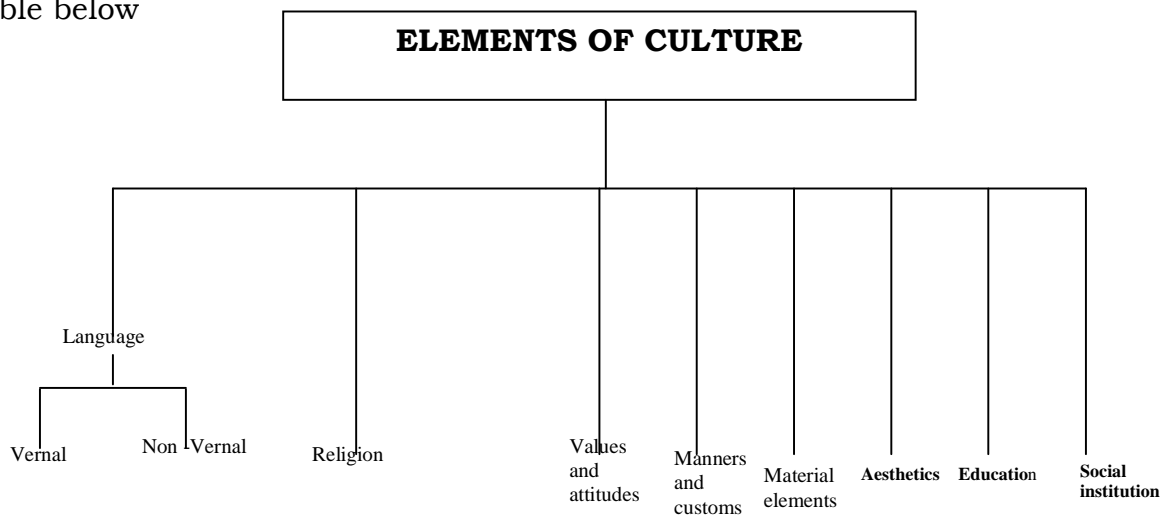 ble below
ELEMENTS OF CULTURE
Language
Vernal
Non -Vernal
Religion
Values
and
attitudes
Manners
and
customs
Material
elements
Aesthetics
Education
Social
institution